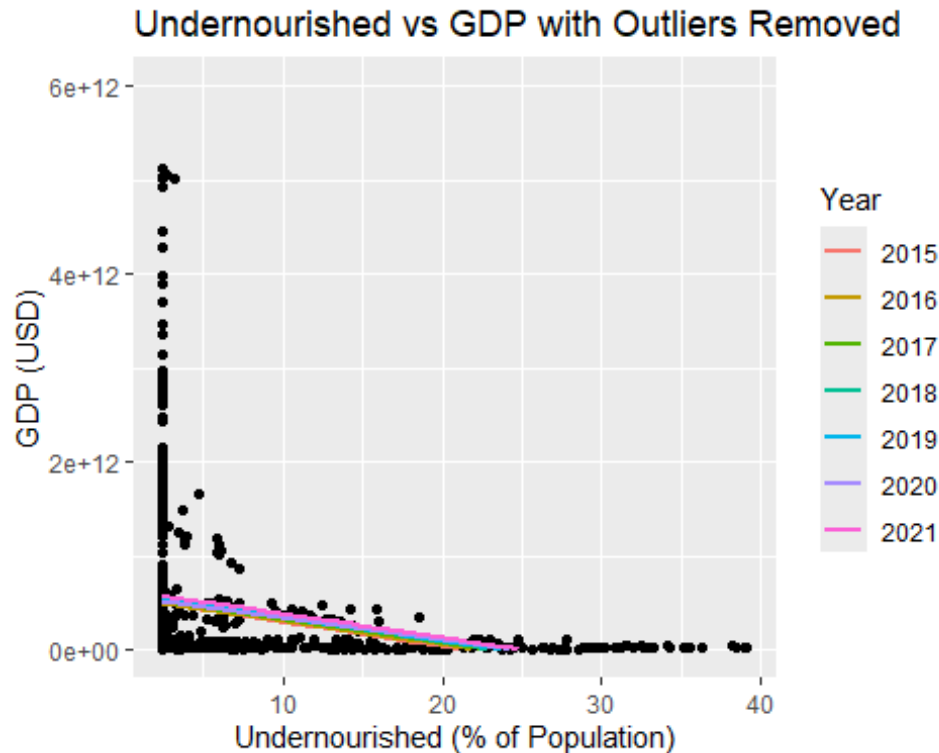 Undernourished vs GDP with Outliers Removed
6e+12
4e+12
2e+12
0e+00
GDP (USD)
10 20 30 40
Undernourished (% of Population)
Year
2015
2016
2017
2018
2019
2020
2021